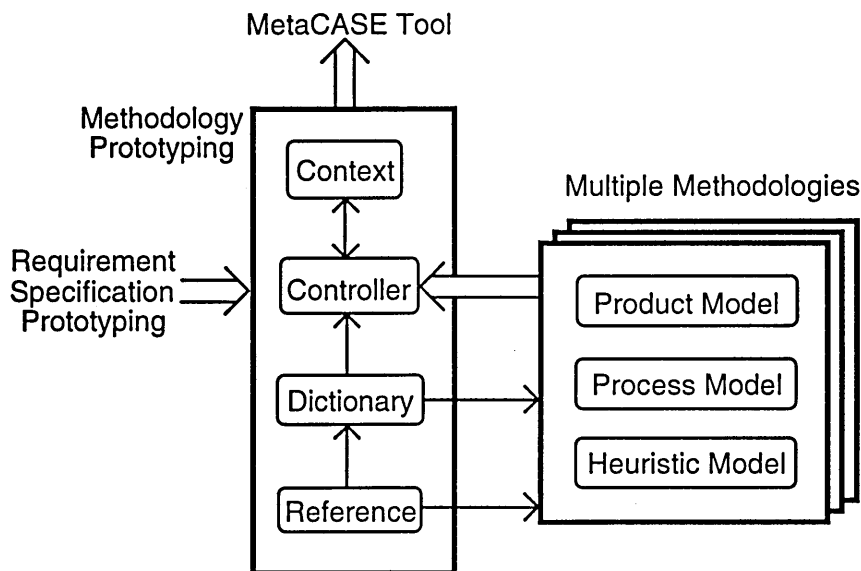 MetaCASE Tool
Methodology
Prototyping
Context
Multiple Methodologies
Requirement
Specification
Prototyping
Controller
Product Model
Dictionary
Process Model
Heuristic Model
Reference